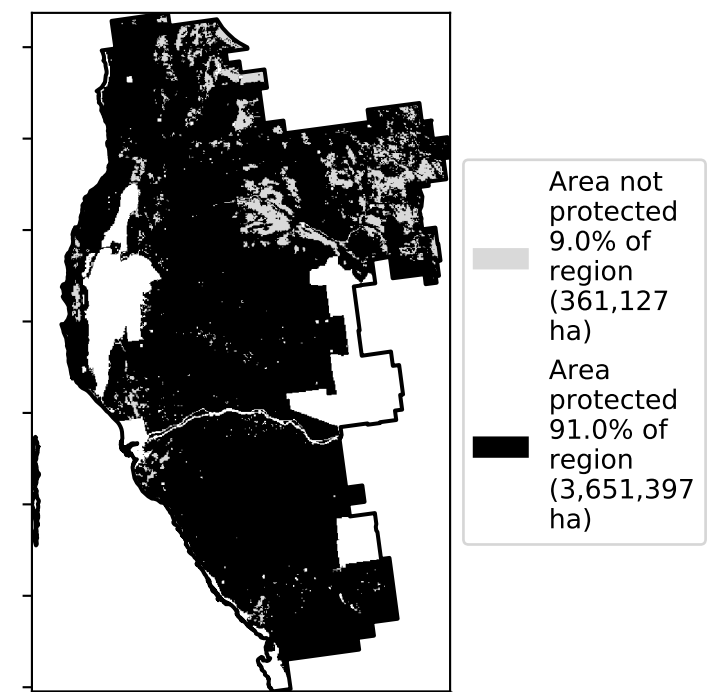 Area not
protected
9.0% of
region
(361,127
ha)
Area
protected
91.0% of
region
(3,651,397
ha)